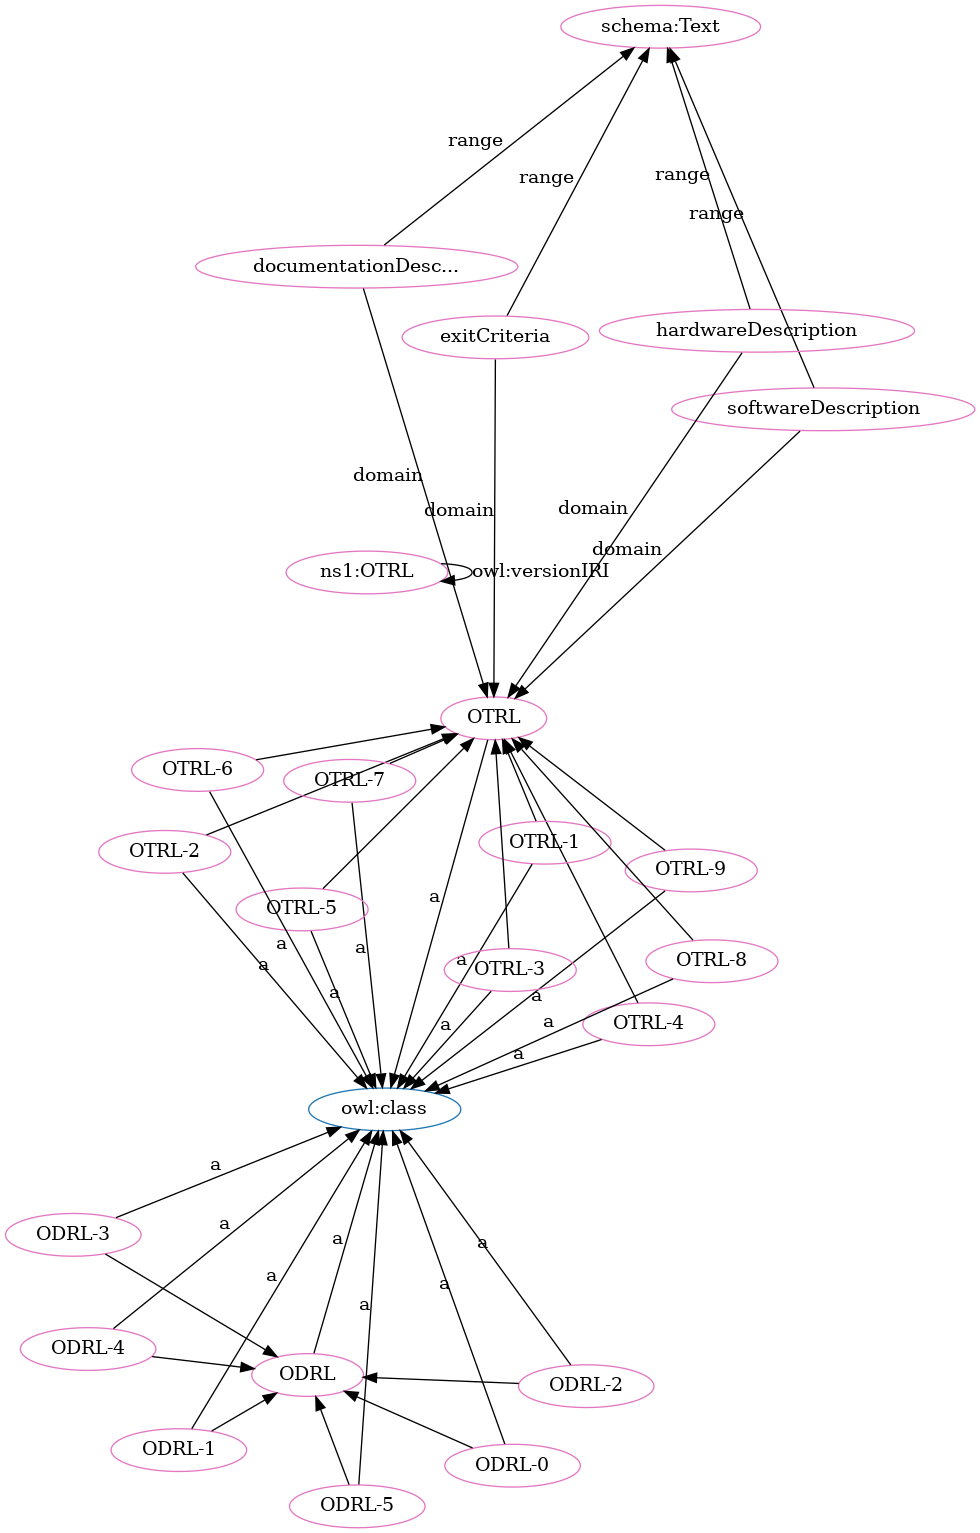 schema:Text
range
range
range
range
documentationDesc...
exitCriteria
hardwareDescription
softwareDescription
domain
domain
domain
domain
ns1:OTRL
owl:versionIRI
OTRL
OTRL-6
OTRL-7
OTRL-2
OTRL-1
OTRL-9
OTRL-5
a
OTRL-3
OTRL-8
a
a
a
a
a
a
OTRL-4
a
a
a
owl:class
a
ODRL-3
a
a
a
a
a
a
ODRL-4
ODRL
ODRL-2
ODRL-1
ODRL-0
ODRL-5